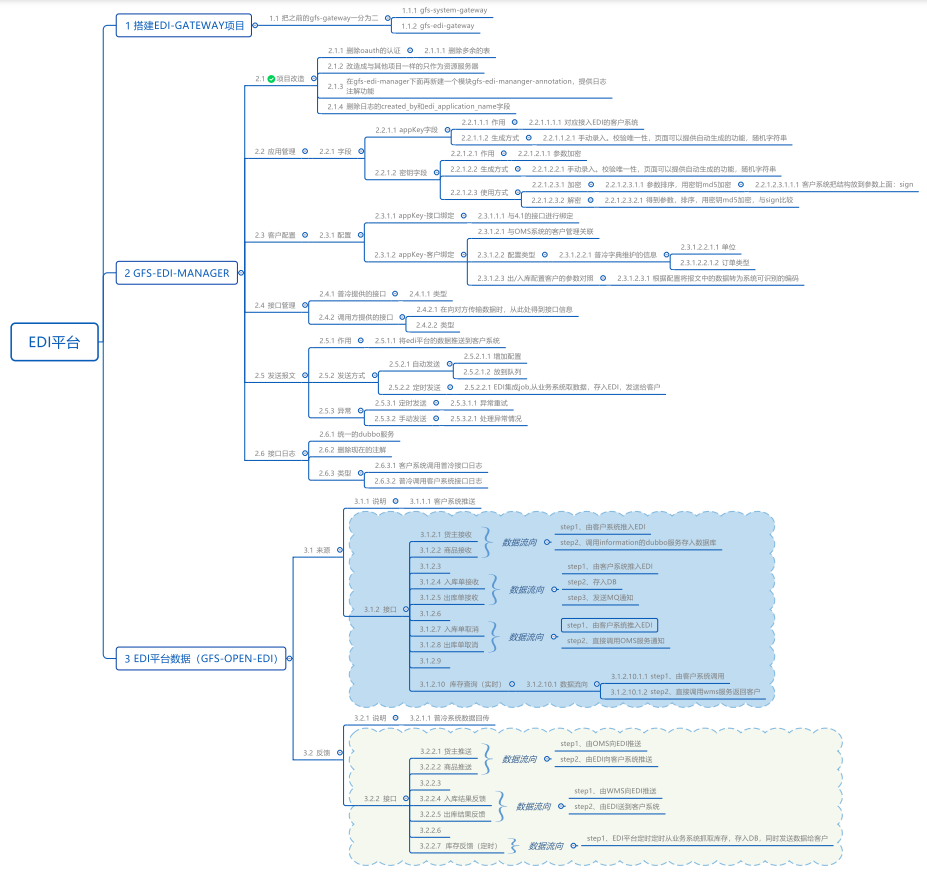 EDI平台
1 搭建EDI-GATEWAY项目
1.1 把之前的gfs-gateway一分为二
1.1.1 gfs-system-gateway
1.1.2 gfs-edi-gateway
2 GFS-EDI-MANAGER
2.1 项目改造
2.1.1 删除oauth的认证
2.1.1.1 删除多余的表
2.1.2 改造成与其他项目一样的只作为资源服务器
2.1.3 在gfs-edi-manager下面再新建一个模块gfs-edi-mananger-annotation，提供日志
注解功能
2.1.4 删除日志的created_by和edi_application_name字段
2.2 应用管理
2.2.1 字段
2.2.1.1 appKey字段
2.2.1.1.1 作用
2.2.1.1.1.1 对应接入EDI的客户系统
2.2.1.1.2 生成方式
2.2.1.1.2.1 手动录入。校验唯一性，页面可以提供自动生成的功能，随机字符串
2.2.1.2 密钥字段
2.2.1.2.1 作用
2.2.1.2.1.1 参数加密
2.2.1.2.2 生成方式
2.2.1.2.2.1 手动录入。校验唯一性，页面可以提供自动生成的功能，随机字符串
2.2.1.2.3 使用方式
2.2.1.2.3.1 加密
2.2.1.2.3.1.1 参数排序，用密钥md5加密
2.2.1.2.3.1.1.1 客户系统把结构放到参数上面：sign
2.2.1.2.3.2 解密
2.2.1.2.3.2.1 得到参数，排序，用密钥md5加密，与sign比较
2.3 客户配置
2.3.1 配置
2.3.1.1 appKey-接口绑定
2.3.1.1.1 与4.1的接口进行绑定
2.3.1.2 appKey-客户绑定
2.3.1.2.1 与OMS系统的客户管理关联
2.3.1.2.2 配置类型
2.3.1.2.2.1 普冷字典维护的信息
2.3.1.2.2.1.1 单位
2.3.1.2.2.1.2 订单类型
2.3.1.2.3 出/入库配置客户的参数对照
2.3.1.2.3.1 根据配置将报文中的数据转为系统可识别的编码
2.4 接口管理
2.4.1 普冷提供的接口
2.4.1.1 类型
2.4.2 调用方提供的接口
2.4.2.1 在向对方传输数据时，从此处得到接口信息
2.4.2.2 类型
2.5 发送报文
2.5.1 作用
2.5.1.1 将edi平台的数据推送到客户系统
2.5.2 发送方式
2.5.2.1 自动发送
2.5.2.1.1 增加配置
2.5.2.1.2 放到队列
2.5.2.2 定时发送
2.5.2.2.1 EDI集成job,从业务系统取数据，存入EDI，发送给客户
2.5.3 异常
2.5.3.1 定时发送
2.5.3.1.1 异常重试
2.5.3.2 手动发送
2.5.3.2.1 处理异常情况
2.6 接口日志
2.6.1 统一的dubbo服务
2.6.2 删除现在的注解
2.6.3 类型
2.6.3.1 客户系统调用普冷接口日志
2.6.3.2 普冷调用客户系统接口日志
3 EDI平台数据（GFS-OPEN-EDI）
3.1 来源
3.1.1 说明
3.1.1.1 客户系统推送
3.1.2 接口
3.1.2.1 货主接收
3.1.2.2 商品接收
数据流向
step1、由客户系统推入EDI
step2、调用information的dubbo服务存入数据库
3.1.2.3
3.1.2.4 入库单接收
3.1.2.5 出库单接收
数据流向
step1、由客户系统推入EDI
step2、存入DB
step3、发送MQ通知
3.1.2.6
3.1.2.7 入库单取消
3.1.2.8 出库单取消
数据流向
step1、由客户系统推入EDI
step2、直接调用OMS服务通知
3.1.2.9
3.1.2.10 库存查询（实时）
3.1.2.10.1 数据流向
3.1.2.10.1.1 step1、由客户系统调用
3.1.2.10.1.2 step2、直接调用wms服务返回客户
3.2 反馈
3.2.1 说明
3.2.1.1 普冷系统数据回传
3.2.2 接口
3.2.2.1 货主推送
3.2.2.2 商品推送
数据流向
step1、由OMS向EDI推送
step2、由EDI向客户系统推送
3.2.2.3
3.2.2.4 入库结果反馈
3.2.2.5 出库结果反馈
数据流向
step1、由WMS向EDI推送
step2、由EDI送到客户系统
3.2.2.6
3.2.2.7 库存反馈（定时）
数据流向
step1、EDI平台定时定时从业务系统抓取库存，存入DB，同时发送数据给客户